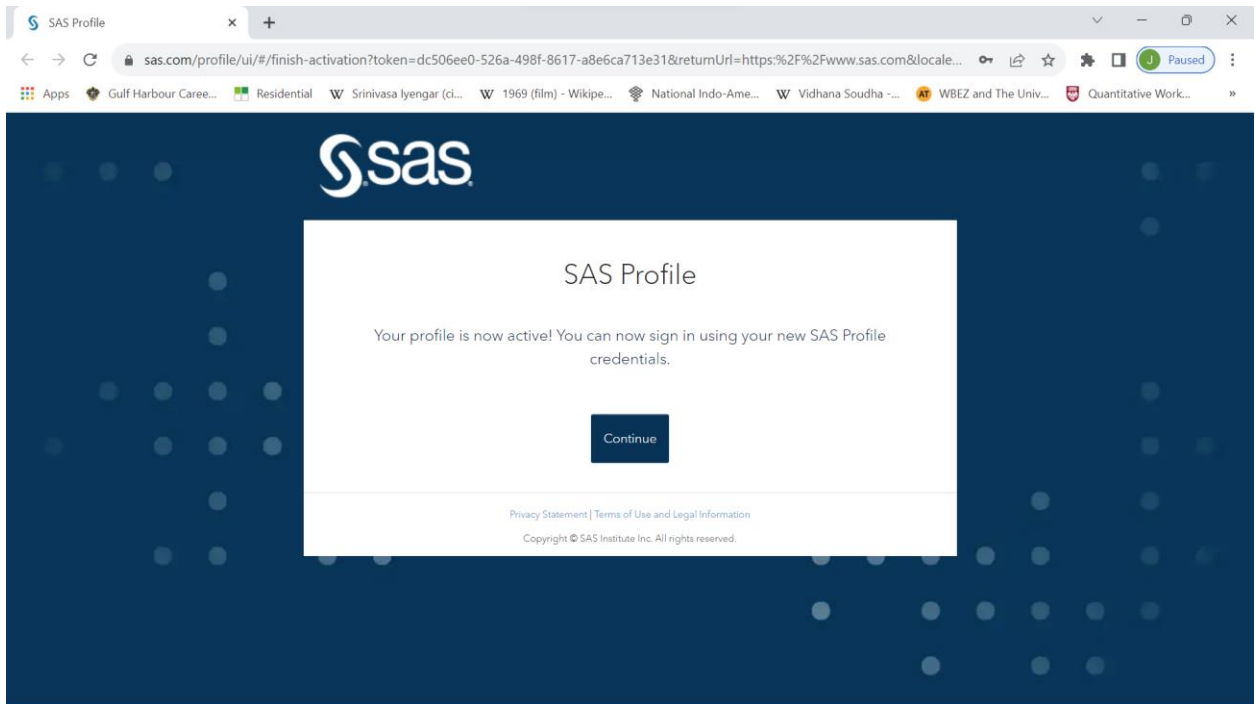 SAS Profile
sas.com/profile/ui/#/finish-activation?token=dc506ee0-526a-498f-8617-a8e6ca713e31&returnUrl=https:%2F%2Fwww.sas.com&locale...
J Paused
Apps Gulf Harbour Caree... Residential W Srinivasa Iyengar (ci... W 1969 (film) - Wikipe... National Indo-Ame... W Vidhana Soudha -... AT WBEZ and The Univ... Quantitative Work... »
sas
SAS Profile
Your profile is now active! You can now sign in using your new SAS Profile
credentials.
Continue
Privacy Statement | Terms of Use and Legal Information
Copyright © SAS Institute Inc. All rights reserved.